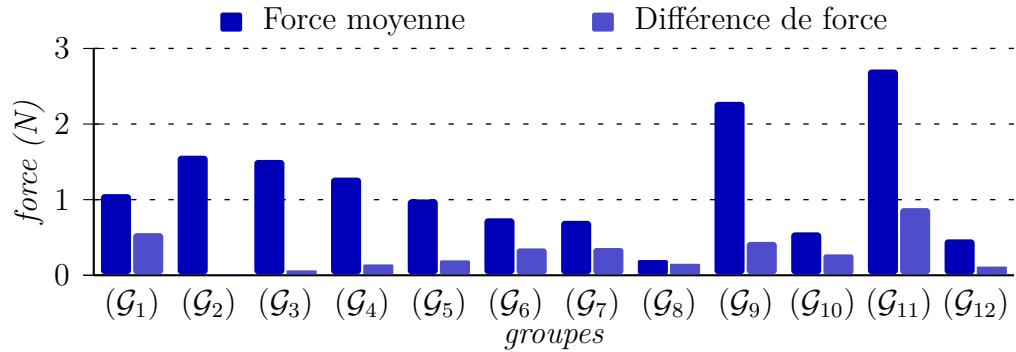 Force moyenne Différence de force
3
2
1
0
force (N)
(𝒢₁) (𝒢₂) (𝒢₃) (𝒢₄) (𝒢₅) (𝒢₆) (𝒢₇) (𝒢₈) (𝒢₉) (𝒢₁₀) (𝒢₁₁) (𝒢₁₂)
groupes